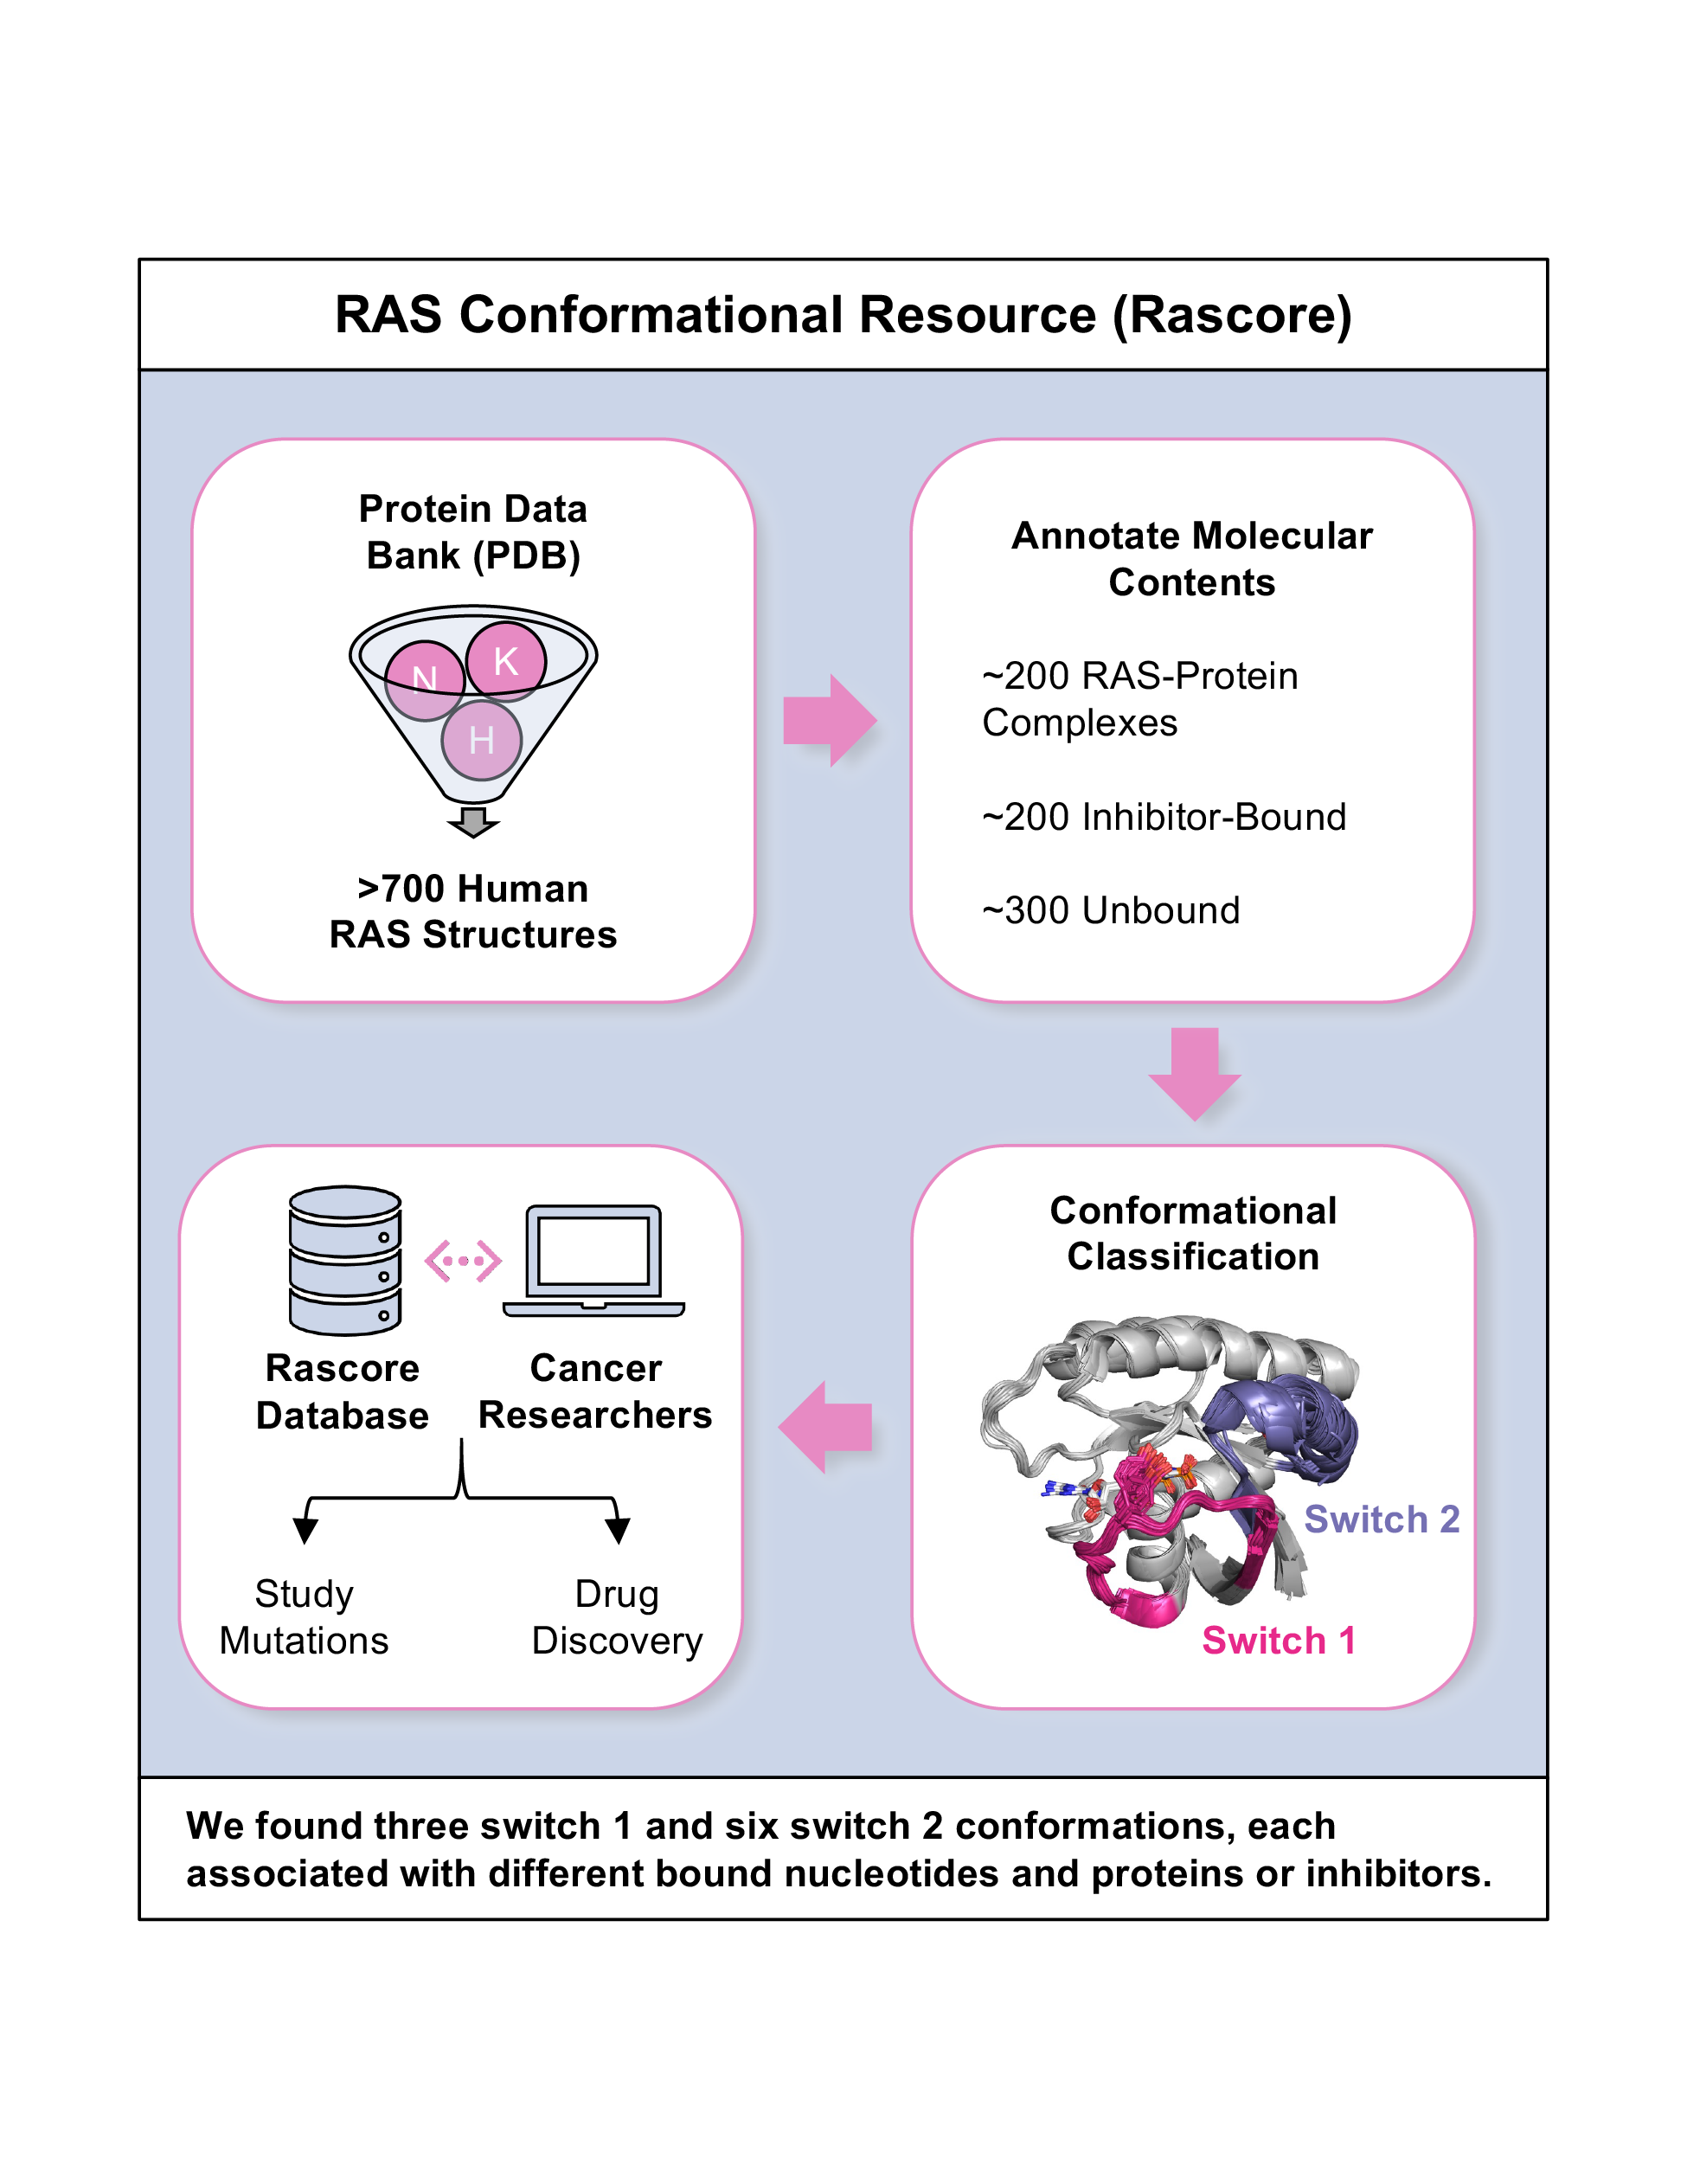 RAS Conformational Resource (Rascore)
Protein Data
Bank (PDB)
N
K
H
>700 Human
RAS Structures
Annotate Molecular
Contents
~200 RAS-Protein
Complexes
~200 Inhibitor-Bound
~300 Unbound
Conformational
Classification
Switch 2
Switch 1
Rascore
Database
Cancer
Researchers
Study
Mutations
Drug
Discovery
We found three switch 1 and six switch 2 conformations, each
associated with different bound nucleotides and proteins or inhibitors.